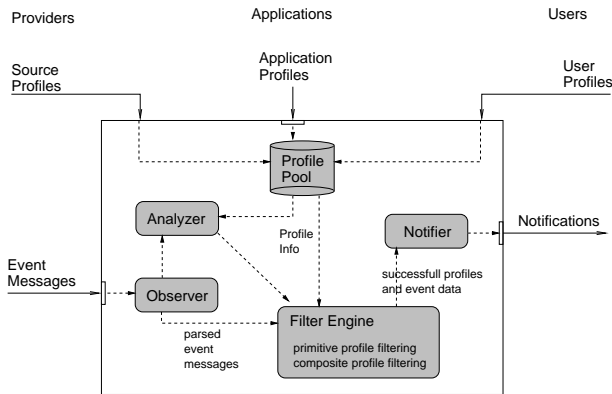 Providers
Applications
Users
Source
Profiles
Application
Profiles
User
Profiles
Profile
Pool
Analyzer
Profile
Info
Notifier
Notifications
Event
Messages
Observer
successfull profiles
and event data
parsed
event
messages
Filter Engine
primitive profile filtering
composite profile filtering